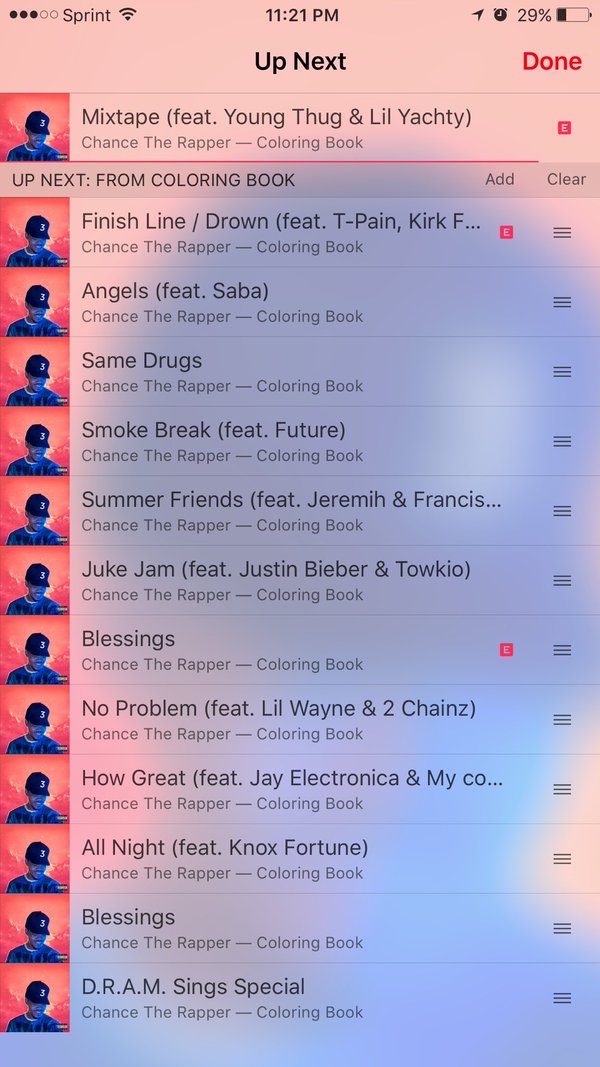 Sprint 11:21 PM 29%
Up Next Done
Mixtape (feat. Young Thug & Lil Yachty) E
Chance The Rapper — Coloring Book
UP NEXT: FROM COLORING BOOK Add Clear
Finish Line / Drown (feat. T-Pain, Kirk F... E
Chance The Rapper — Coloring Book
Angels (feat. Saba)
Chance The Rapper — Coloring Book
Same Drugs
Chance The Rapper — Coloring Book
Smoke Break (feat. Future)
Chance The Rapper — Coloring Book
Summer Friends (feat. Jeremih & Francis...
Chance The Rapper — Coloring Book
Juke Jam (feat. Justin Bieber & Towkio)
Chance The Rapper — Coloring Book
Blessings E
Chance The Rapper — Coloring Book
No Problem (feat. Lil Wayne & 2 Chainz)
Chance The Rapper — Coloring Book
How Great (feat. Jay Electronica & My co...
Chance The Rapper — Coloring Book
All Night (feat. Knox Fortune)
Chance The Rapper — Coloring Book
Blessings
Chance The Rapper — Coloring Book
D.R.A.M. Sings Special
Chance The Rapper — Coloring Book